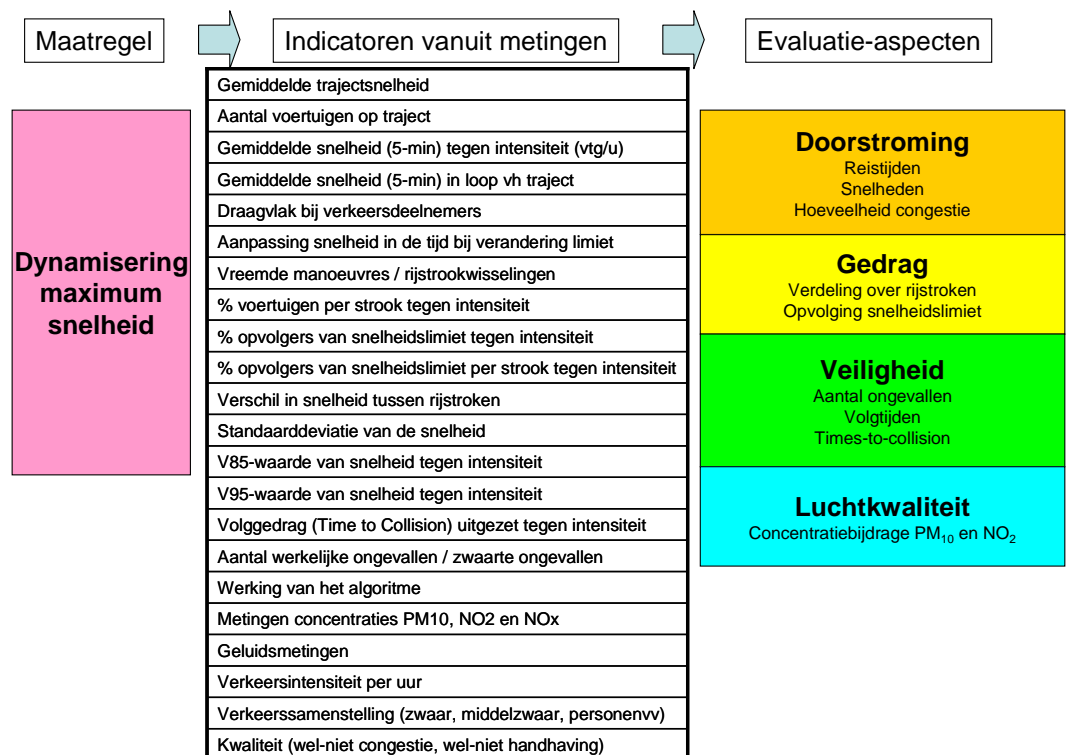 Maatregel
Indicatoren vanuit metingen
Evaluatie-aspecten
Dynamisering
maximum
snelheid
Gemiddelde trajectsnelheid
Aantal voertuigen op traject
Gemiddelde snelheid (5-min) tegen intensiteit (vtg/u)
Gemiddelde snelheid (5-min) in loop vh traject
Draagvlak bij verkeersdeelnemers
Aanpassing snelheid in de tijd bij verandering limiet
Vreemde manoeuvres / rijstrookwisselingen
% voertuigen per strook tegen intensiteit
% opvolgers van snelheidslimiet tegen intensiteit
% opvolgers van snelheidslimiet per strook tegen intensiteit
Verschil in snelheid tussen rijstroken
Standaarddeviatie van de snelheid
V85-waarde van snelheid tegen intensiteit
V95-waarde van snelheid tegen intensiteit
Volggedrag (Time to Collision) uitgezet tegen intensiteit
Aantal werkelijke ongevallen / zwaarte ongevallen
Werking van het algoritme
Metingen concentraties PM10, NO2 en NOx
Geluidsmetingen
Verkeersintensiteit per uur
Verkeerssamenstelling (zwaar, middelzwaar, personenvv)
Kwaliteit (wel-niet congestie, wel-niet handhaving)
Doorstroming
Reistijden
Snelheden
Hoeveelheid congestie
Gedrag
Verdeling over rijstroken
Opvolging snelheidslimiet
Veiligheid
Aantal ongevallen
Volgtijden
Times-to-collision
Luchtkwaliteit
Concentratiebijdrage PM₁₀ en NO₂